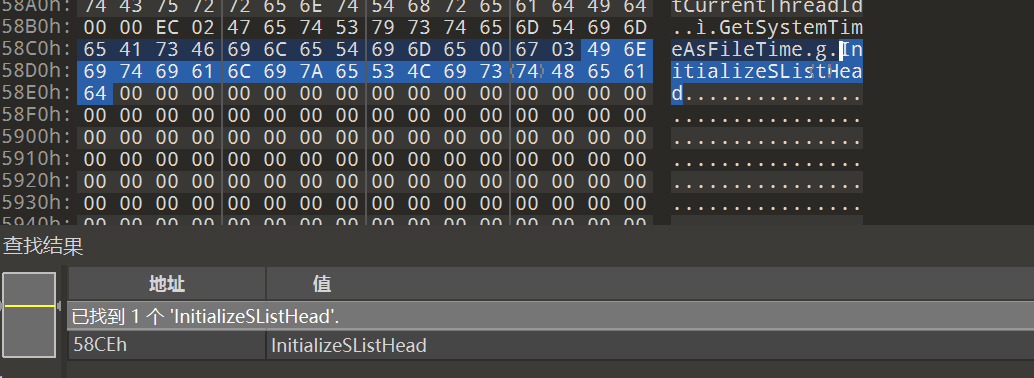 58A0h: 74 43 75 72 72 65 6E 74 54 68 72 65 61 64 49 64 tCurrentThreadId
58B0h: 00 00 EC 02 47 65 74 53 79 73 74 65 6D 54 69 6D ..ì.GetSystemTim
58C0h: 65 41 73 46 69 6C 65 54 69 6D 65 00 67 03 49 6E eAsFileTime.g.In
58D0h: 69 74 69 61 6C 69 7A 65 53 4C 69 73 74 48 65 61 itializeSListHea
58E0h: 64 00 00 00 00 00 00 00 00 00 00 00 00 00 00 00 d...............
58F0h: 00 00 00 00 00 00 00 00 00 00 00 00 00 00 00 00 ................
5900h: 00 00 00 00 00 00 00 00 00 00 00 00 00 00 00 00 ................
5910h: 00 00 00 00 00 00 00 00 00 00 00 00 00 00 00 00 ................
5920h: 00 00 00 00 00 00 00 00 00 00 00 00 00 00 00 00 ................
5930h: 00 00 00 00 00 00 00 00 00 00 00 00 00 00 00 00 ................
5940h: 00 00 00 00 00 00 00 00 00 00 00 00 00 00 00 00 ................
查找结果
地址 值
已找到 1 个 'InitializeSListHead'.
58CEh InitializeSListHead